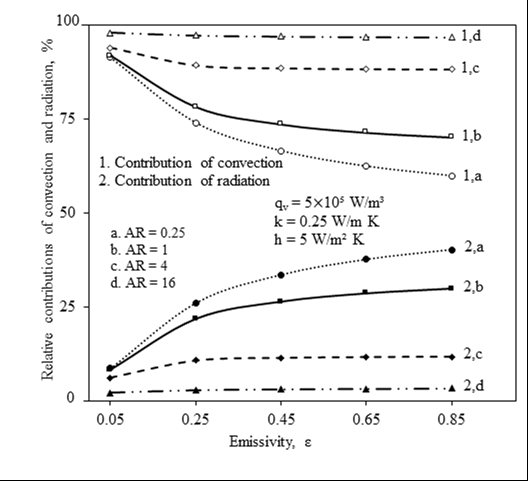 Relative contributions of convection and radiation, %
100
75
50
25
0
1,d
1,c
1,b
1,a
1. Contribution of convection
2. Contribution of radiation
qᵥ = 5×10⁵ W/m³
k = 0.25 W/m K
h = 5 W/m² K
a. AR = 0.25
b. AR = 1
c. AR = 4
d. AR = 16
2,a
2,b
2,c
2,d
0.05 0.25 0.45 0.65 0.85
Emissivity, ε